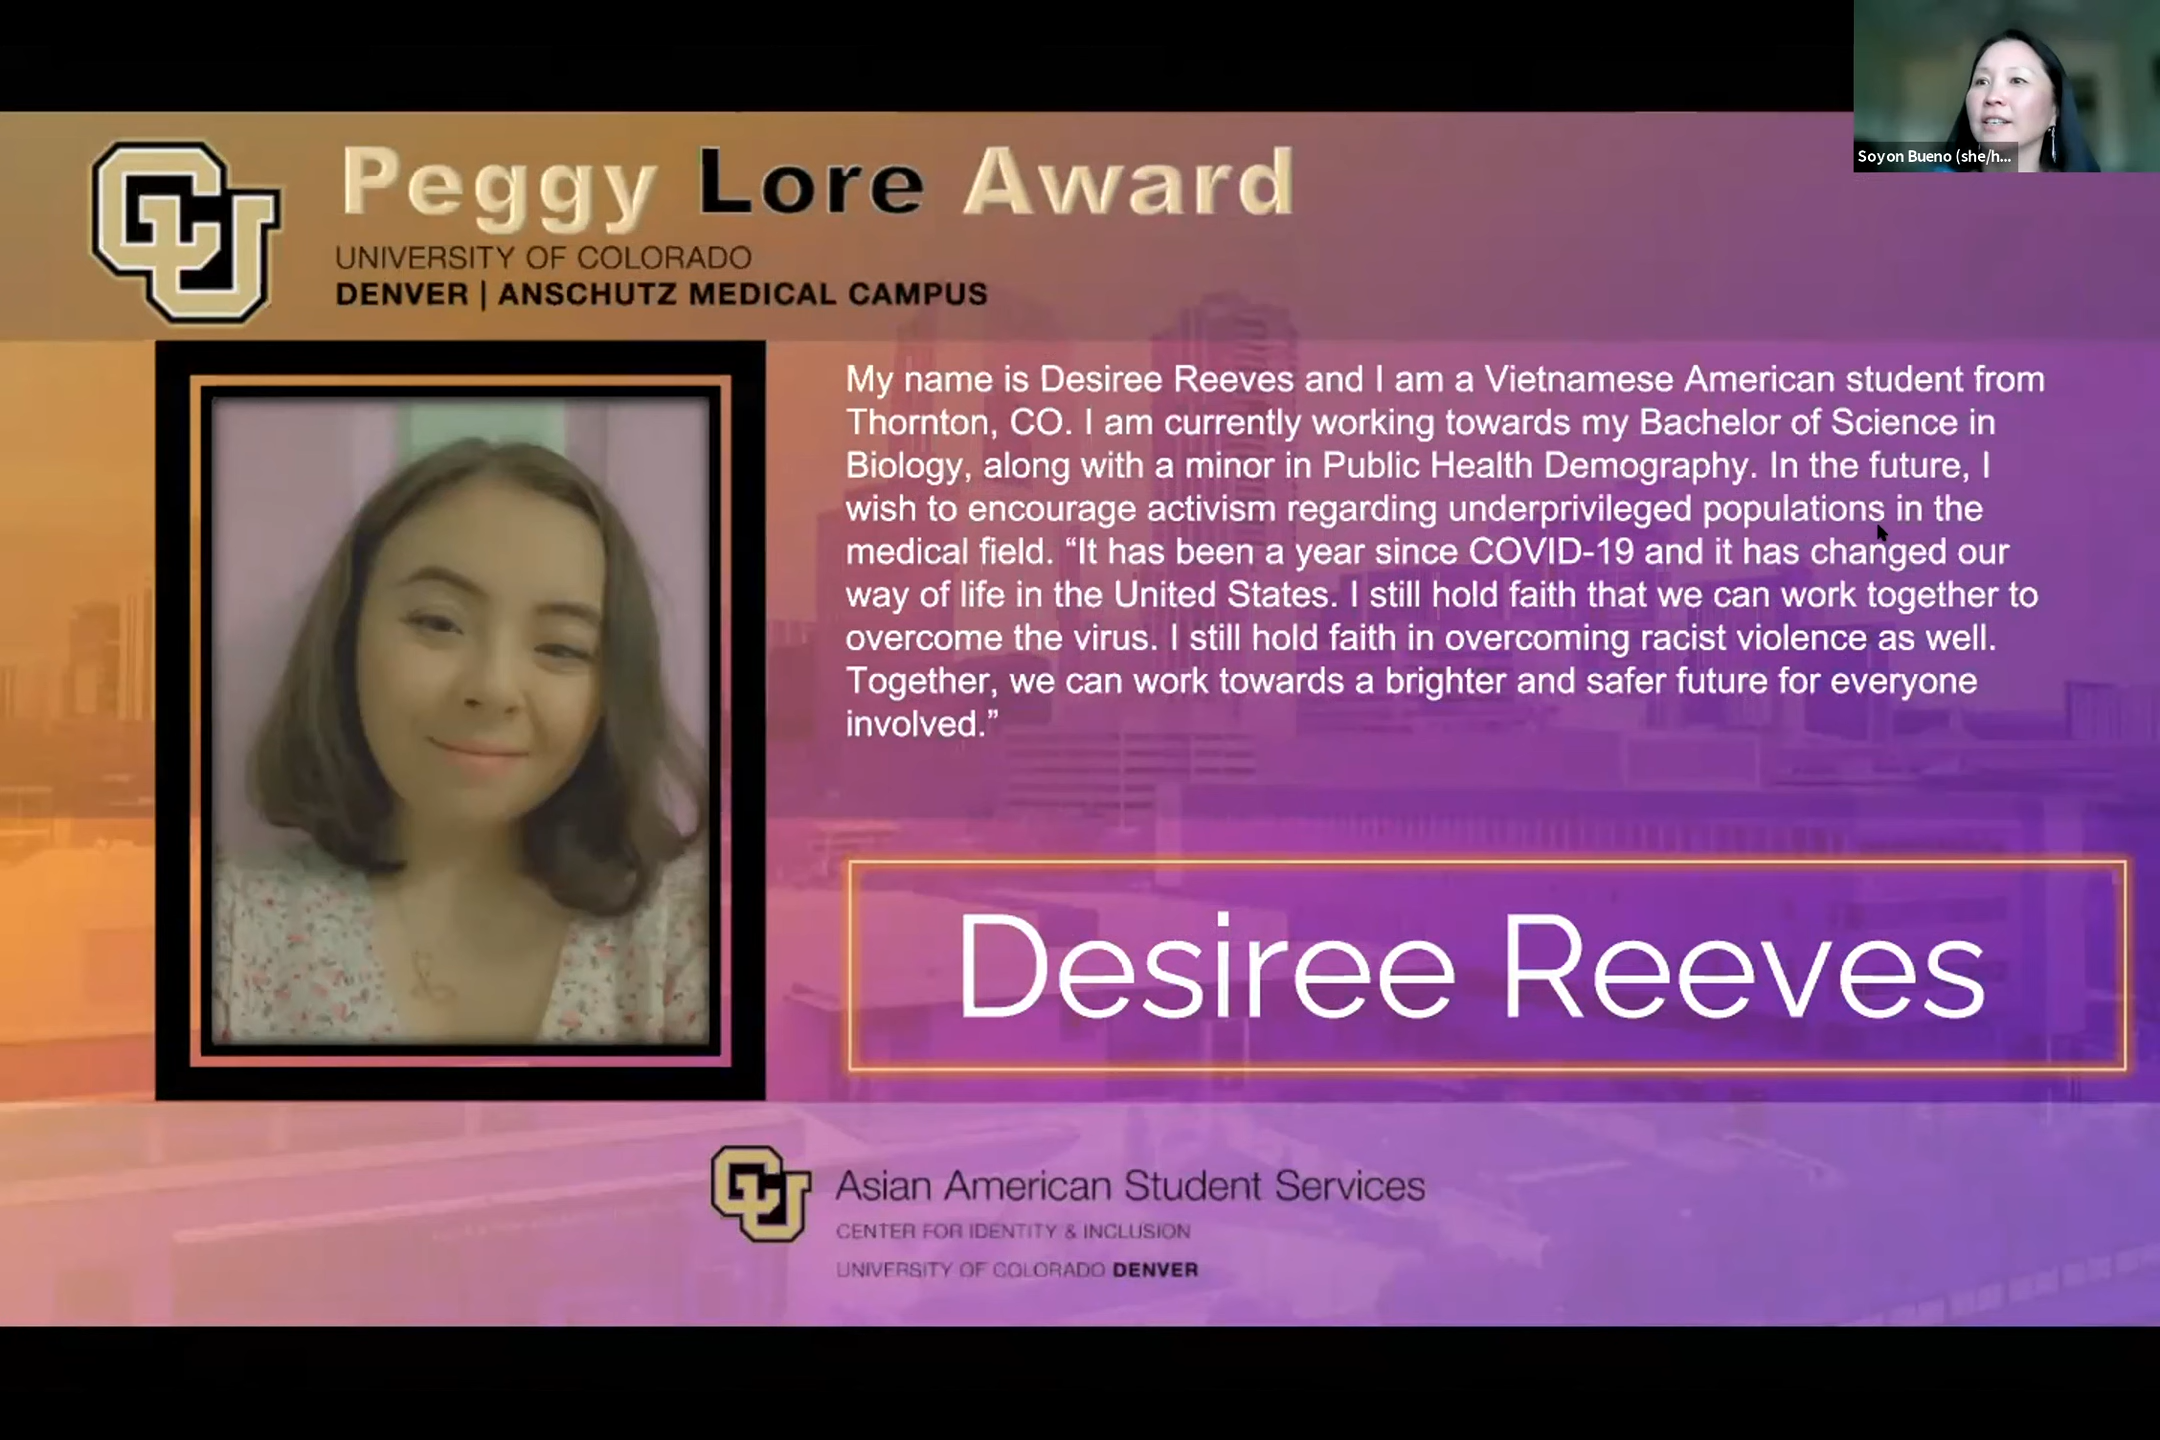 Peggy Lore Award
UNIVERSITY OF COLORADO
DENVER | ANSCHUTZ MEDICAL CAMPUS
Soyon Bueno (she/h...
My name is Desiree Reeves and I am a Vietnamese American student from
Thornton, CO. I am currently working towards my Bachelor of Science in
Biology, along with a minor in Public Health Demography. In the future, I
wish to encourage activism regarding underprivileged populations in the
medical field. “It has been a year since COVID-19 and it has changed our
way of life in the United States. I still hold faith that we can work together to
overcome the virus. I still hold faith in overcoming racist violence as well.
Together, we can work towards a brighter and safer future for everyone
involved.”
Desiree Reeves
CU
Asian American Student Services
CENTER FOR IDENTITY & INCLUSION
UNIVERSITY OF COLORADO DENVER